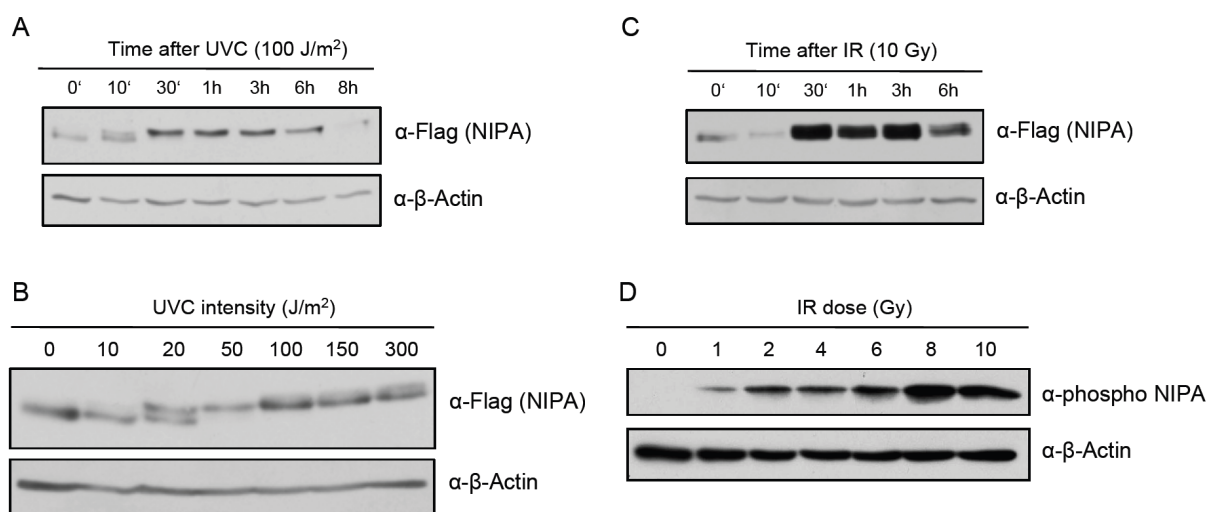 A
Time after UVC (100 J/m²)
0‘ 10‘ 30‘ 1h 3h 6h 8h
α-Flag (NIPA)
α-β-Actin
C
Time after IR (10 Gy)
0‘ 10‘ 30‘ 1h 3h 6h
α-Flag (NIPA)
α-β-Actin
B
UVC intensity (J/m²)
0 10 20 50 100 150 300
α-Flag (NIPA)
α-β-Actin
D
IR dose (Gy)
0 1 2 4 6 8 10
α-phospho NIPA
α-β-Actin